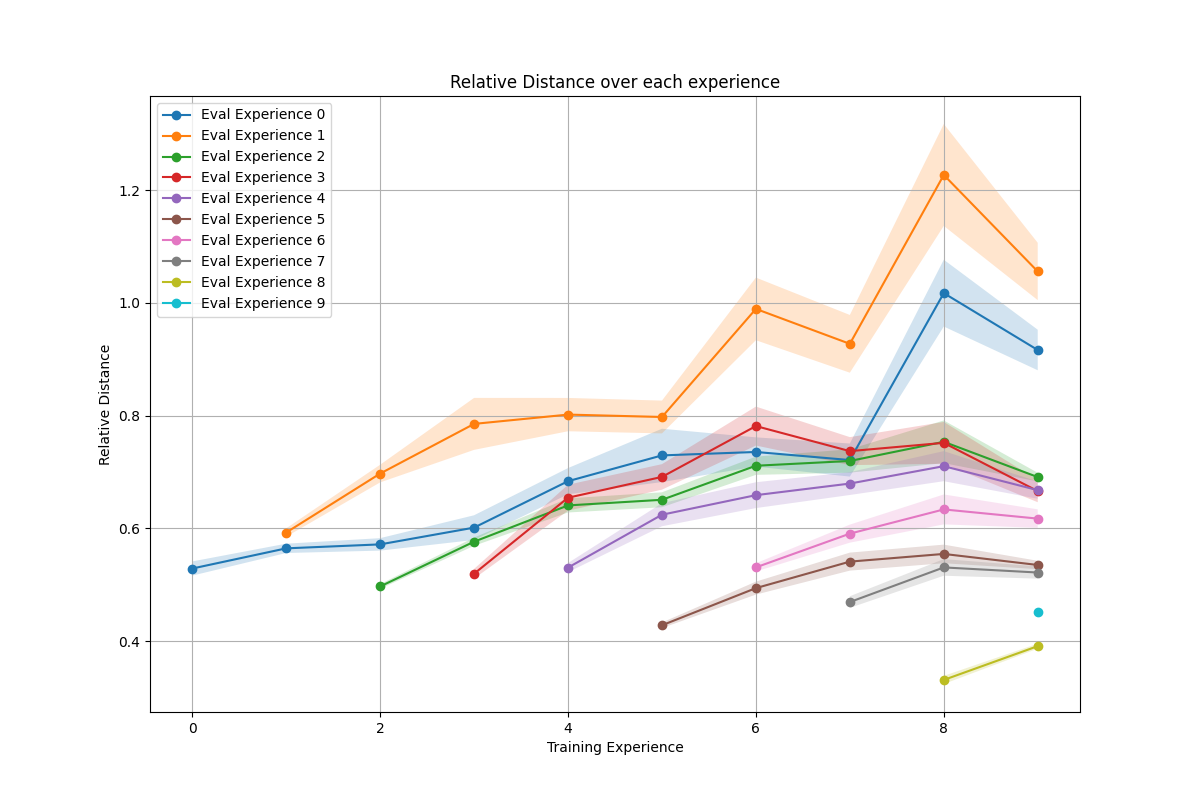 Relative Distance over each experience
Eval Experience 0
Eval Experience 1
Eval Experience 2
Eval Experience 3
Eval Experience 4
Eval Experience 5
Eval Experience 6
Eval Experience 7
Eval Experience 8
Eval Experience 9
1.2
1.0
0.8
0.6
0.4
Relative Distance
0 2 4 6 8
Training Experience